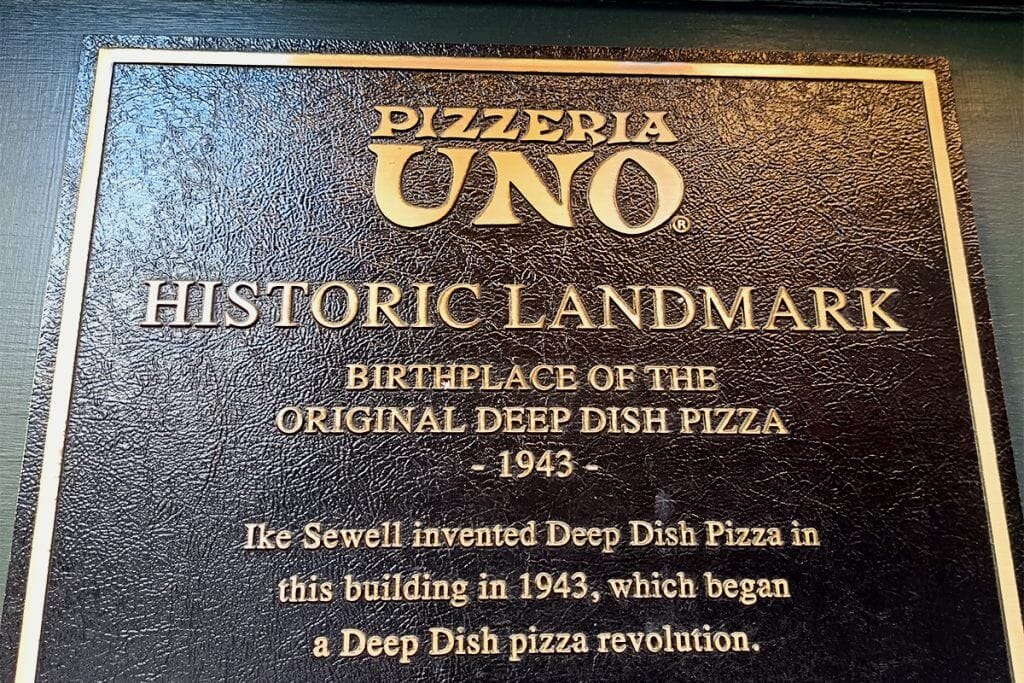 PIZZERIA
UNO®
HISTORIC LANDMARK
BIRTHPLACE OF THE
ORIGINAL DEEP DISH PIZZA
- 1943 -
Ike Sewell invented Deep Dish Pizza in
this building in 1943, which began
a Deep Dish pizza revolution.